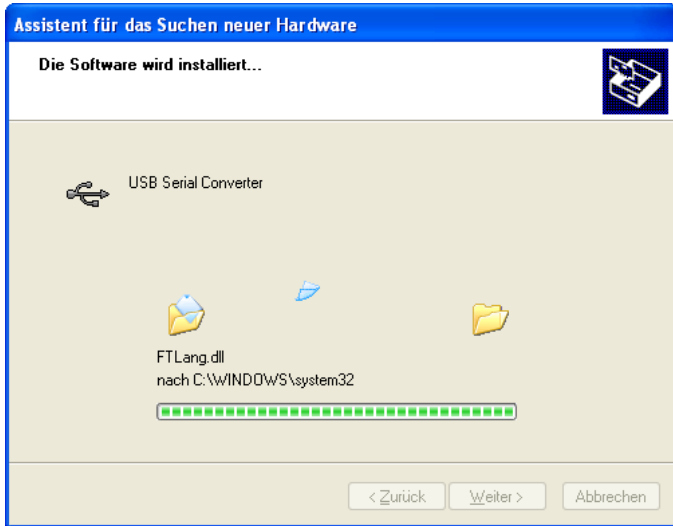 Assistent für das Suchen neuer Hardware
Die Software wird installiert...
USB Serial Converter
FTLang.dll
nach C:\WINDOWS\system32
< Zurück
Weiter >
Abbrechen